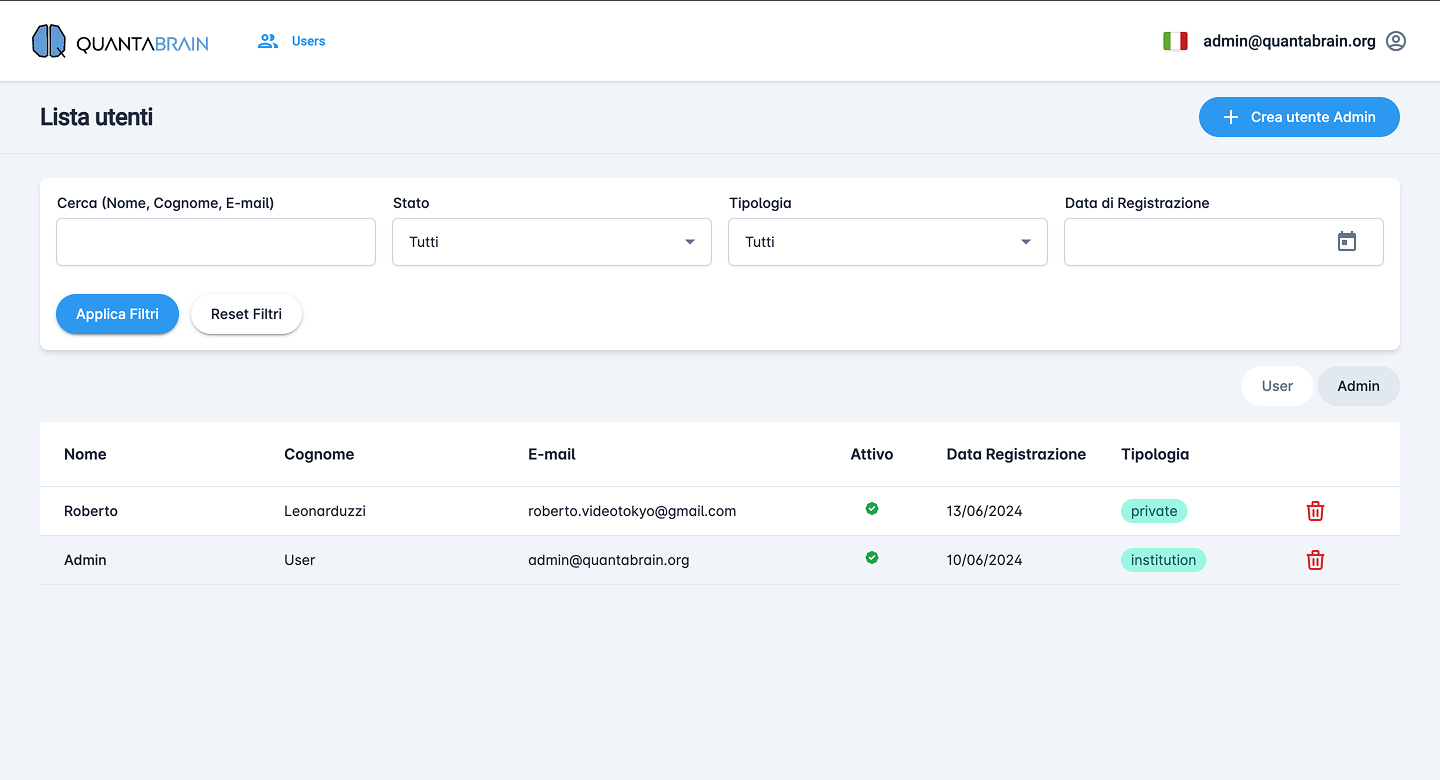 QUANTABRAIN Users admin@quantabrain.org
Lista utenti Crea utente Admin
Cerca (Nome, Cognome, E-mail) Stato Tipologia Data di Registrazione
Tutti Tutti
Applica Filtri Reset Filtri
User Admin
Nome Cognome E-mail Attivo Data Registrazione Tipologia
Roberto Leonarduzzi roberto.videotokyo@gmail.com 13/06/2024 private
Admin User admin@quantabrain.org 10/06/2024 institution